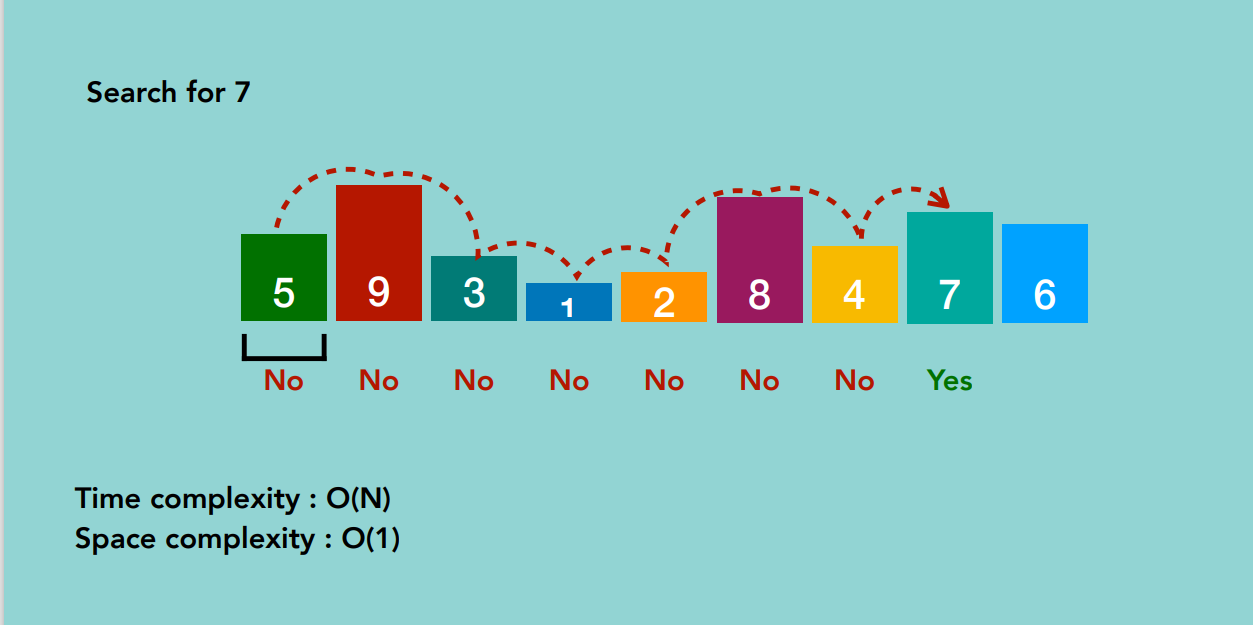 Search for 7
5 9 3 1 2 8 4 7 6
No No No No No No No Yes
Time complexity : O(N)
Space complexity : O(1)